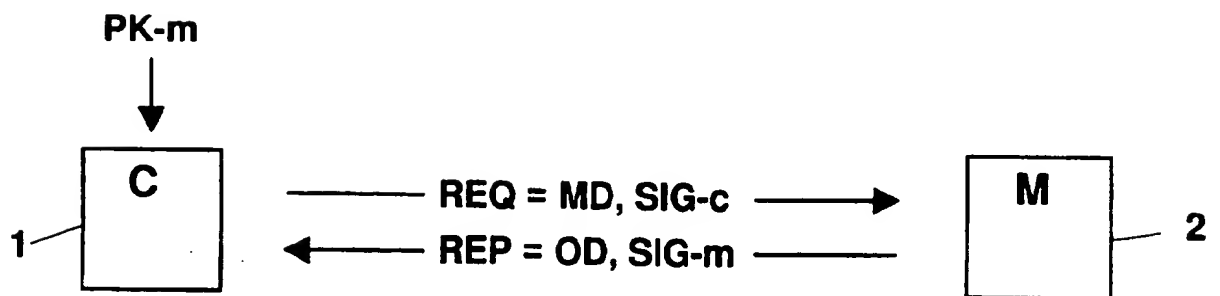 PK-m
C
M
REQ = MD, SIG-c
REP = OD, SIG-m
1
2